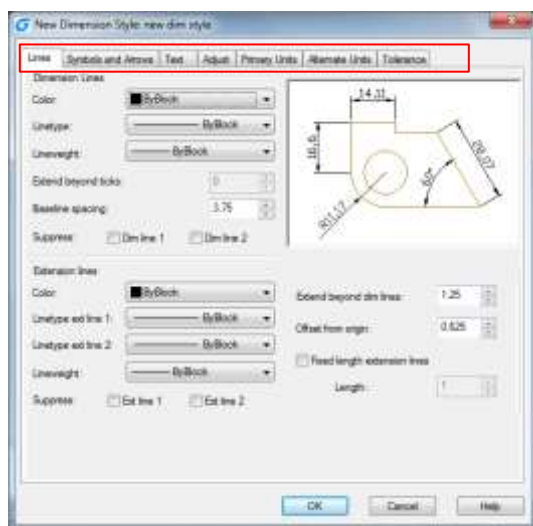 New Dimension Style: new dim style
Lines Symbols and Arrows Text Adjust Primary Units Alternate Units Tolerance
Dimension Lines
Color: ByBlock
Linetype: ByBlock
Lineweight: ByBlock
Extend beyond ticks: 0
Baseline spacing: 3.75
Suppress: Dim line 1 Dim line 2
14,11
16,6
28,07
60°
R11,17
Extension lines
Color: ByBlock
Linetype ext line 1: ByBlock
Linetype ext line 2: ByBlock
Lineweight: ByBlock
Suppress: Ext line 1 Ext line 2
Extend beyond dim lines: 1.25
Offset from origin: 0.625
Fixed length extension lines
Length: 1
OK Cancel Help